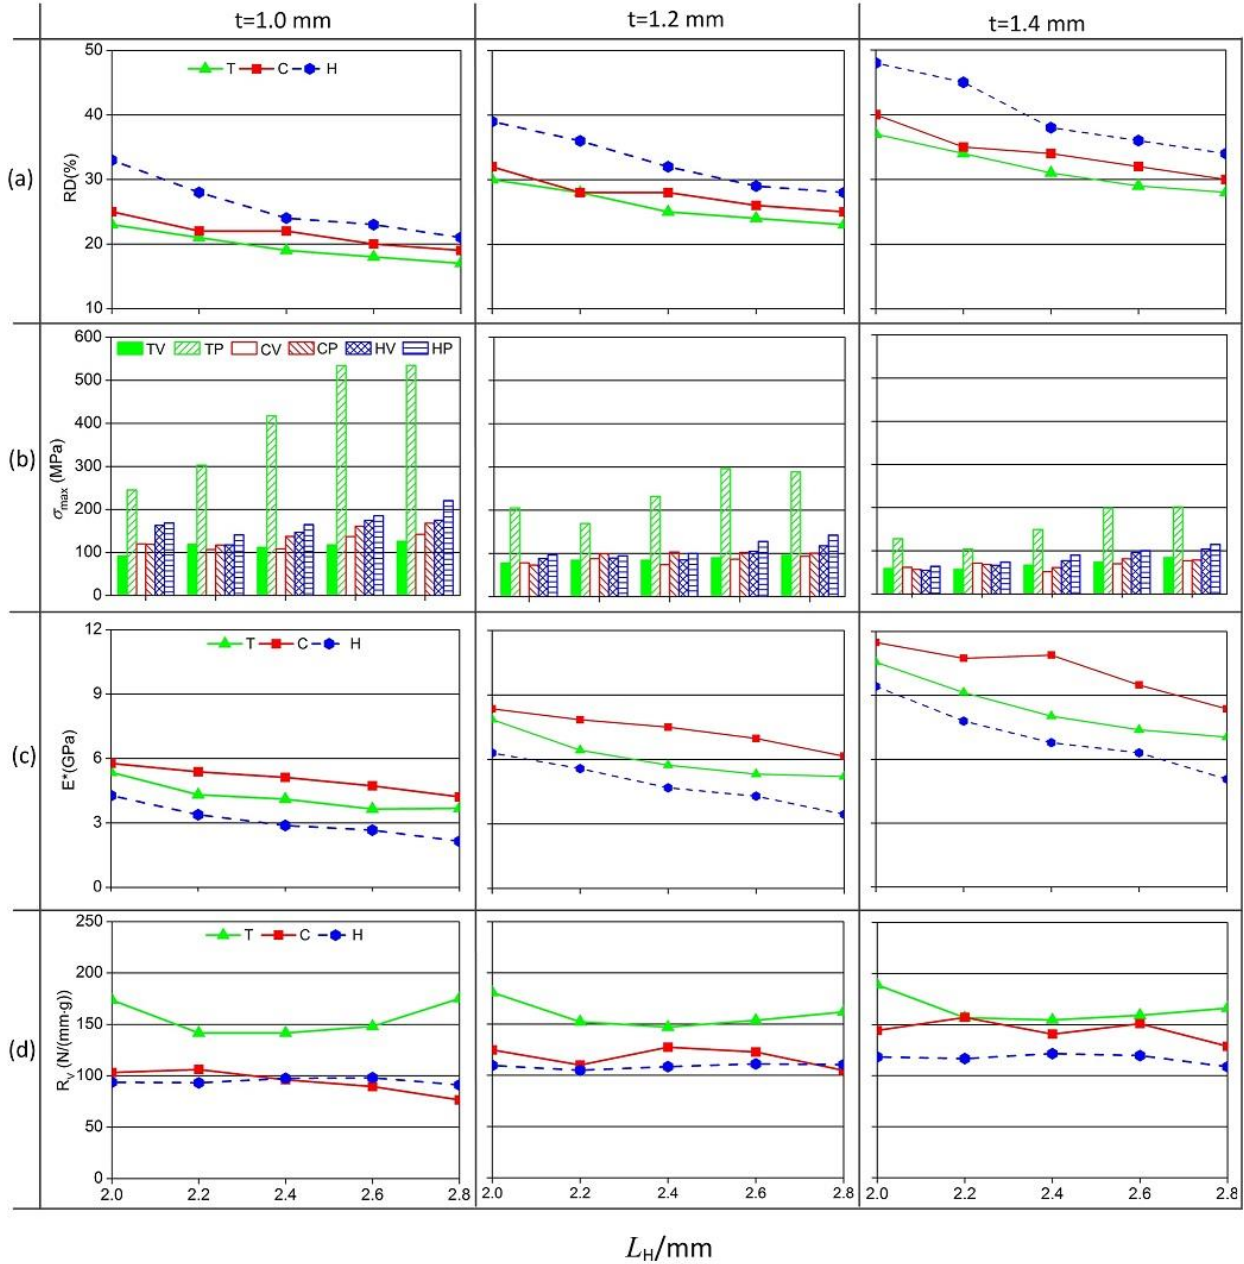 t=1.0 mm t=1.2 mm t=1.4 mm
(a)
RD(%)
50
40
30
20
10
T C H
(b)
σmax (MPa)
600
500
400
300
200
100
0
TV TP CV CP HV HP
(c)
E*(GPa)
12
9
6
3
0
T C H
(d)
Rv (N/(mm·g))
250
200
150
100
50
0
T C H
2.0 2.2 2.4 2.6 2.8 2.0 2.2 2.4 2.6 2.8 2.0 2.2 2.4 2.6 2.8
LH/mm